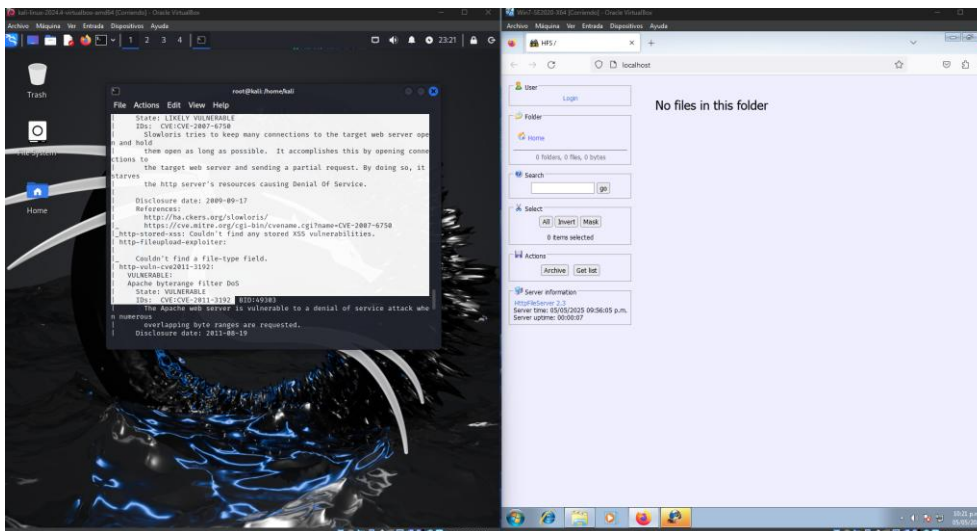 kali-linux-2024.4-virtualbox-amd64 [Corriendo] - Oracle VirtualBox
Archivo Máquina Ver Entrada Dispositivos Ayuda
1 2 3 4
23:21
Trash
File System
Home
root@kali: /home/kali
File Actions Edit View Help
| State: LIKELY VULNERABLE
| IDs: CVE:CVE-2007-6750
| Slowloris tries to keep many connections to the target web server ope
n and hold
| them open as long as possible. It accomplishes this by opening conne
ctions to
| the target web server and sending a partial request. By doing so, it
starves
| the http server's resources causing Denial Of Service.
|
| Disclosure date: 2009-09-17
| References:
| http://ha.ckers.org/slowloris/
|_ https://cve.mitre.org/cgi-bin/cvename.cgi?name=CVE-2007-6750
|_http-stored-xss: Couldn't find any stored XSS vulnerabilities.
| http-fileupload-exploiter:
|
|_ Couldn't find a file-type field.
| http-vuln-cve2011-3192:
| VULNERABLE:
| Apache byterange filter DoS
| State: VULNERABLE
| IDs: CVE:CVE-2011-3192 BID:49303
| The Apache web server is vulnerable to a denial of service attack whe
n numerous
| overlapping byte ranges are requested.
| Disclosure date: 2011-08-19
Win7-SE2020-X64 [Corriendo] - Oracle VirtualBox
Archivo Máquina Ver Entrada Dispositivos Ayuda
HFS /
localhost
User
Login
Folder
Home
0 folders, 0 files, 0 bytes
Search
go
Select
All Invert Mask
0 items selected
Actions
Archive Get list
Server information
HttpFileServer 2.3
Server time: 05/05/2025 09:56:05 p.m.
Server uptime: 00:00:07
No files in this folder